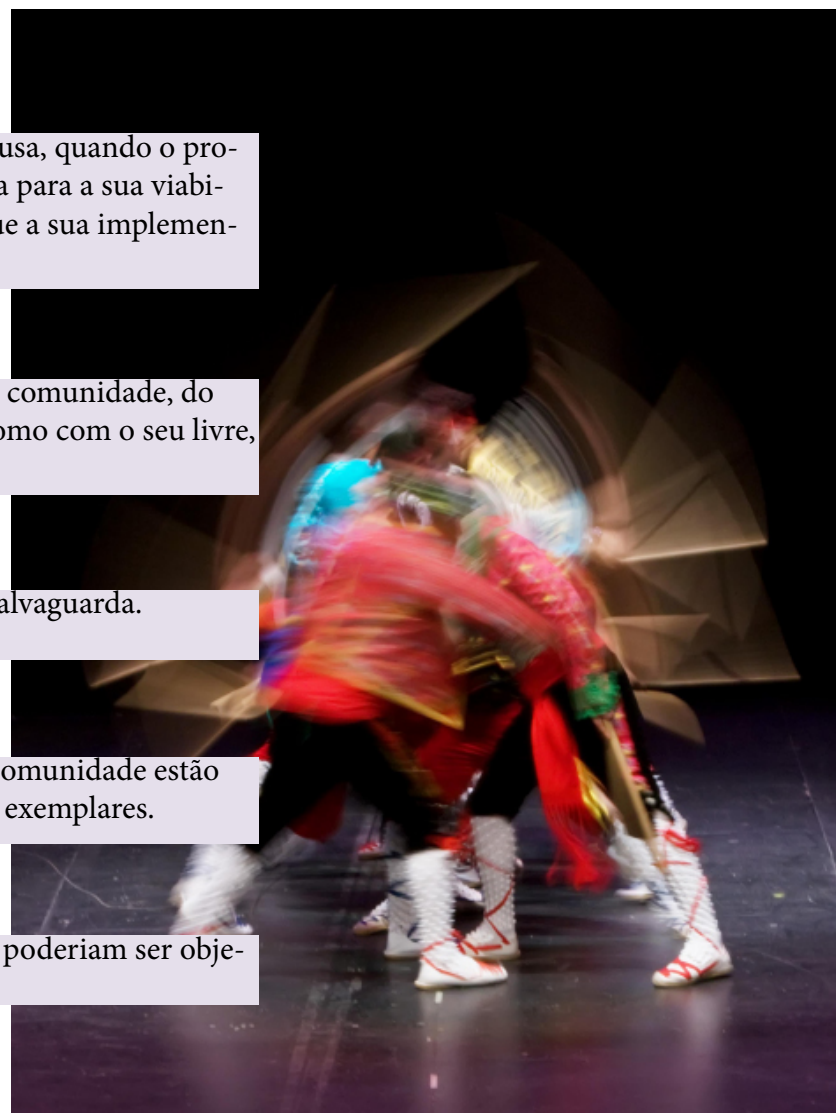 usa, quando o pro-
a para a sua viabi-
ue a sua implemen-
comunidade, do
omo com o seu livre,
alvaguarda.
omunidade estão
exemplares.
poderiam ser obje-